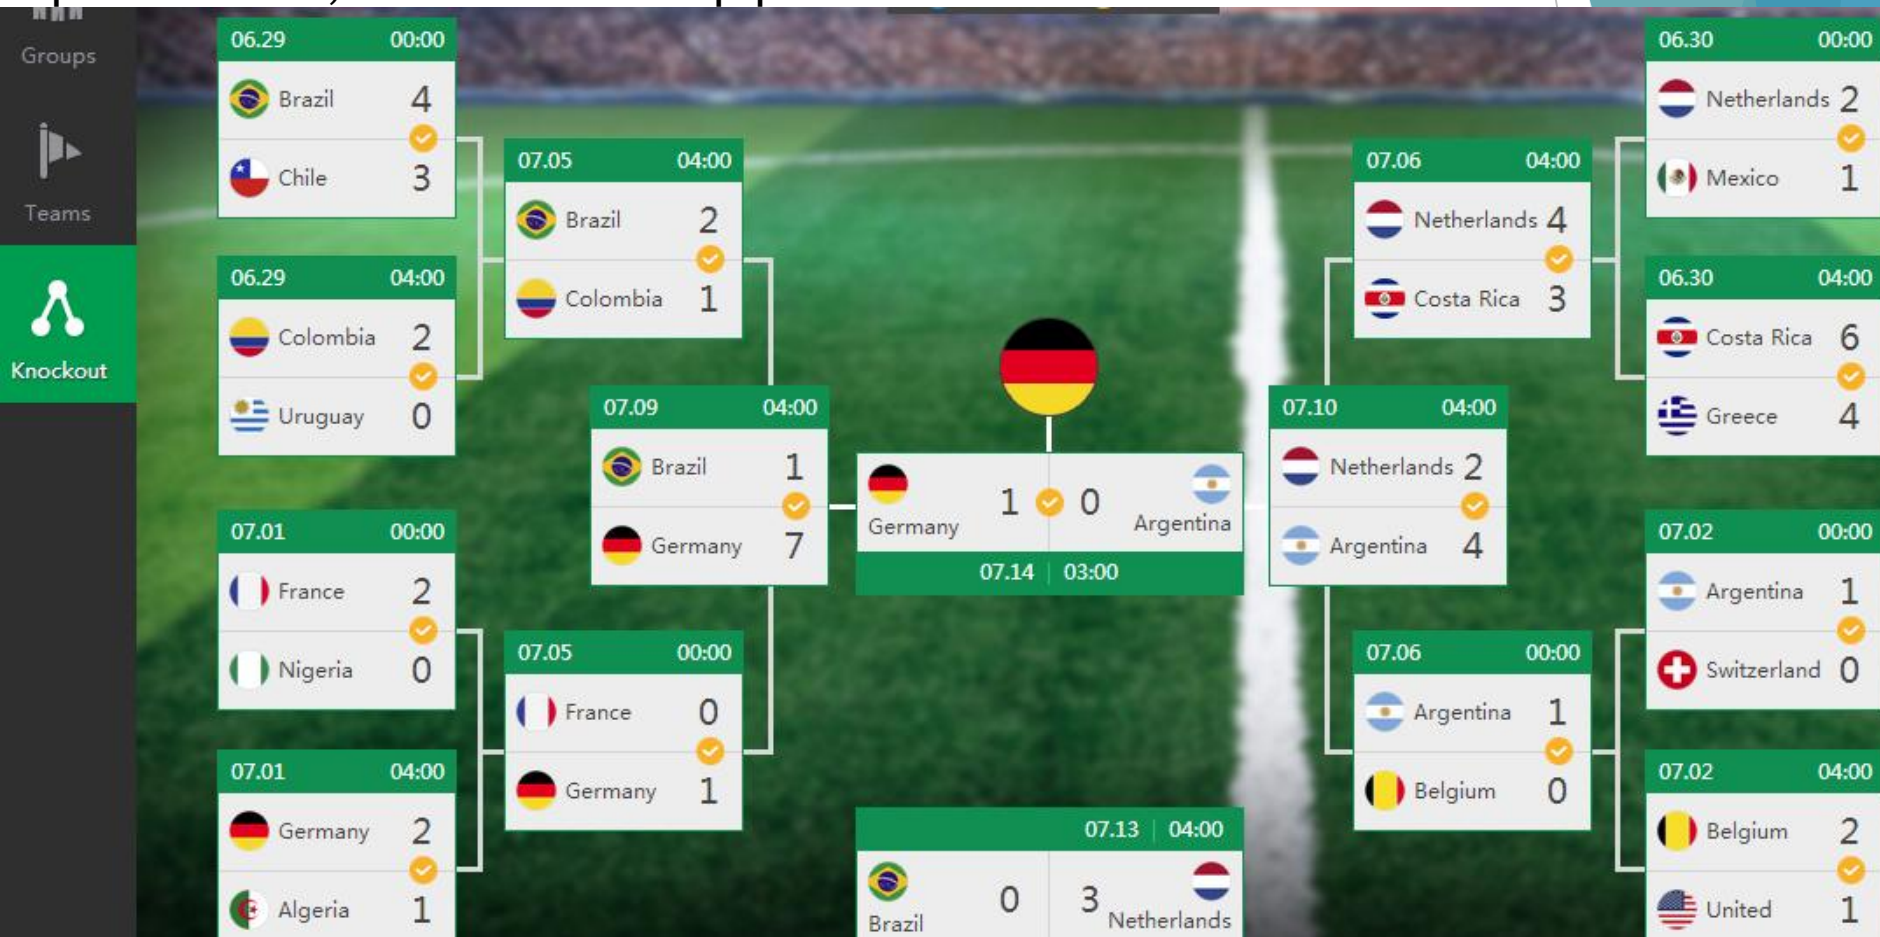 Groups
Teams
Knockout
06.29 00:00
Brazil 4
Chile 3
06.29 04:00
Colombia 2
Uruguay 0
07.01 00:00
France 2
Nigeria 0
07.01 04:00
Germany 2
Algeria 1
07.05 04:00
Brazil 2
Colombia 1
07.05 00:00
France 0
Germany 1
07.09 04:00
Brazil 1
Germany 7
1 0
Germany Argentina
07.14 03:00
07.13 04:00
0 3
Brazil Netherlands
07.10 04:00
Netherlands 2
Argentina 4
07.06 04:00
Netherlands 4
Costa Rica 3
07.06 00:00
Argentina 1
Belgium 0
06.30 00:00
Netherlands 2
Mexico 1
06.30 04:00
Costa Rica 6
Greece 4
07.02 00:00
Argentina 1
Switzerland 0
07.02 04:00
Belgium 2
United 1